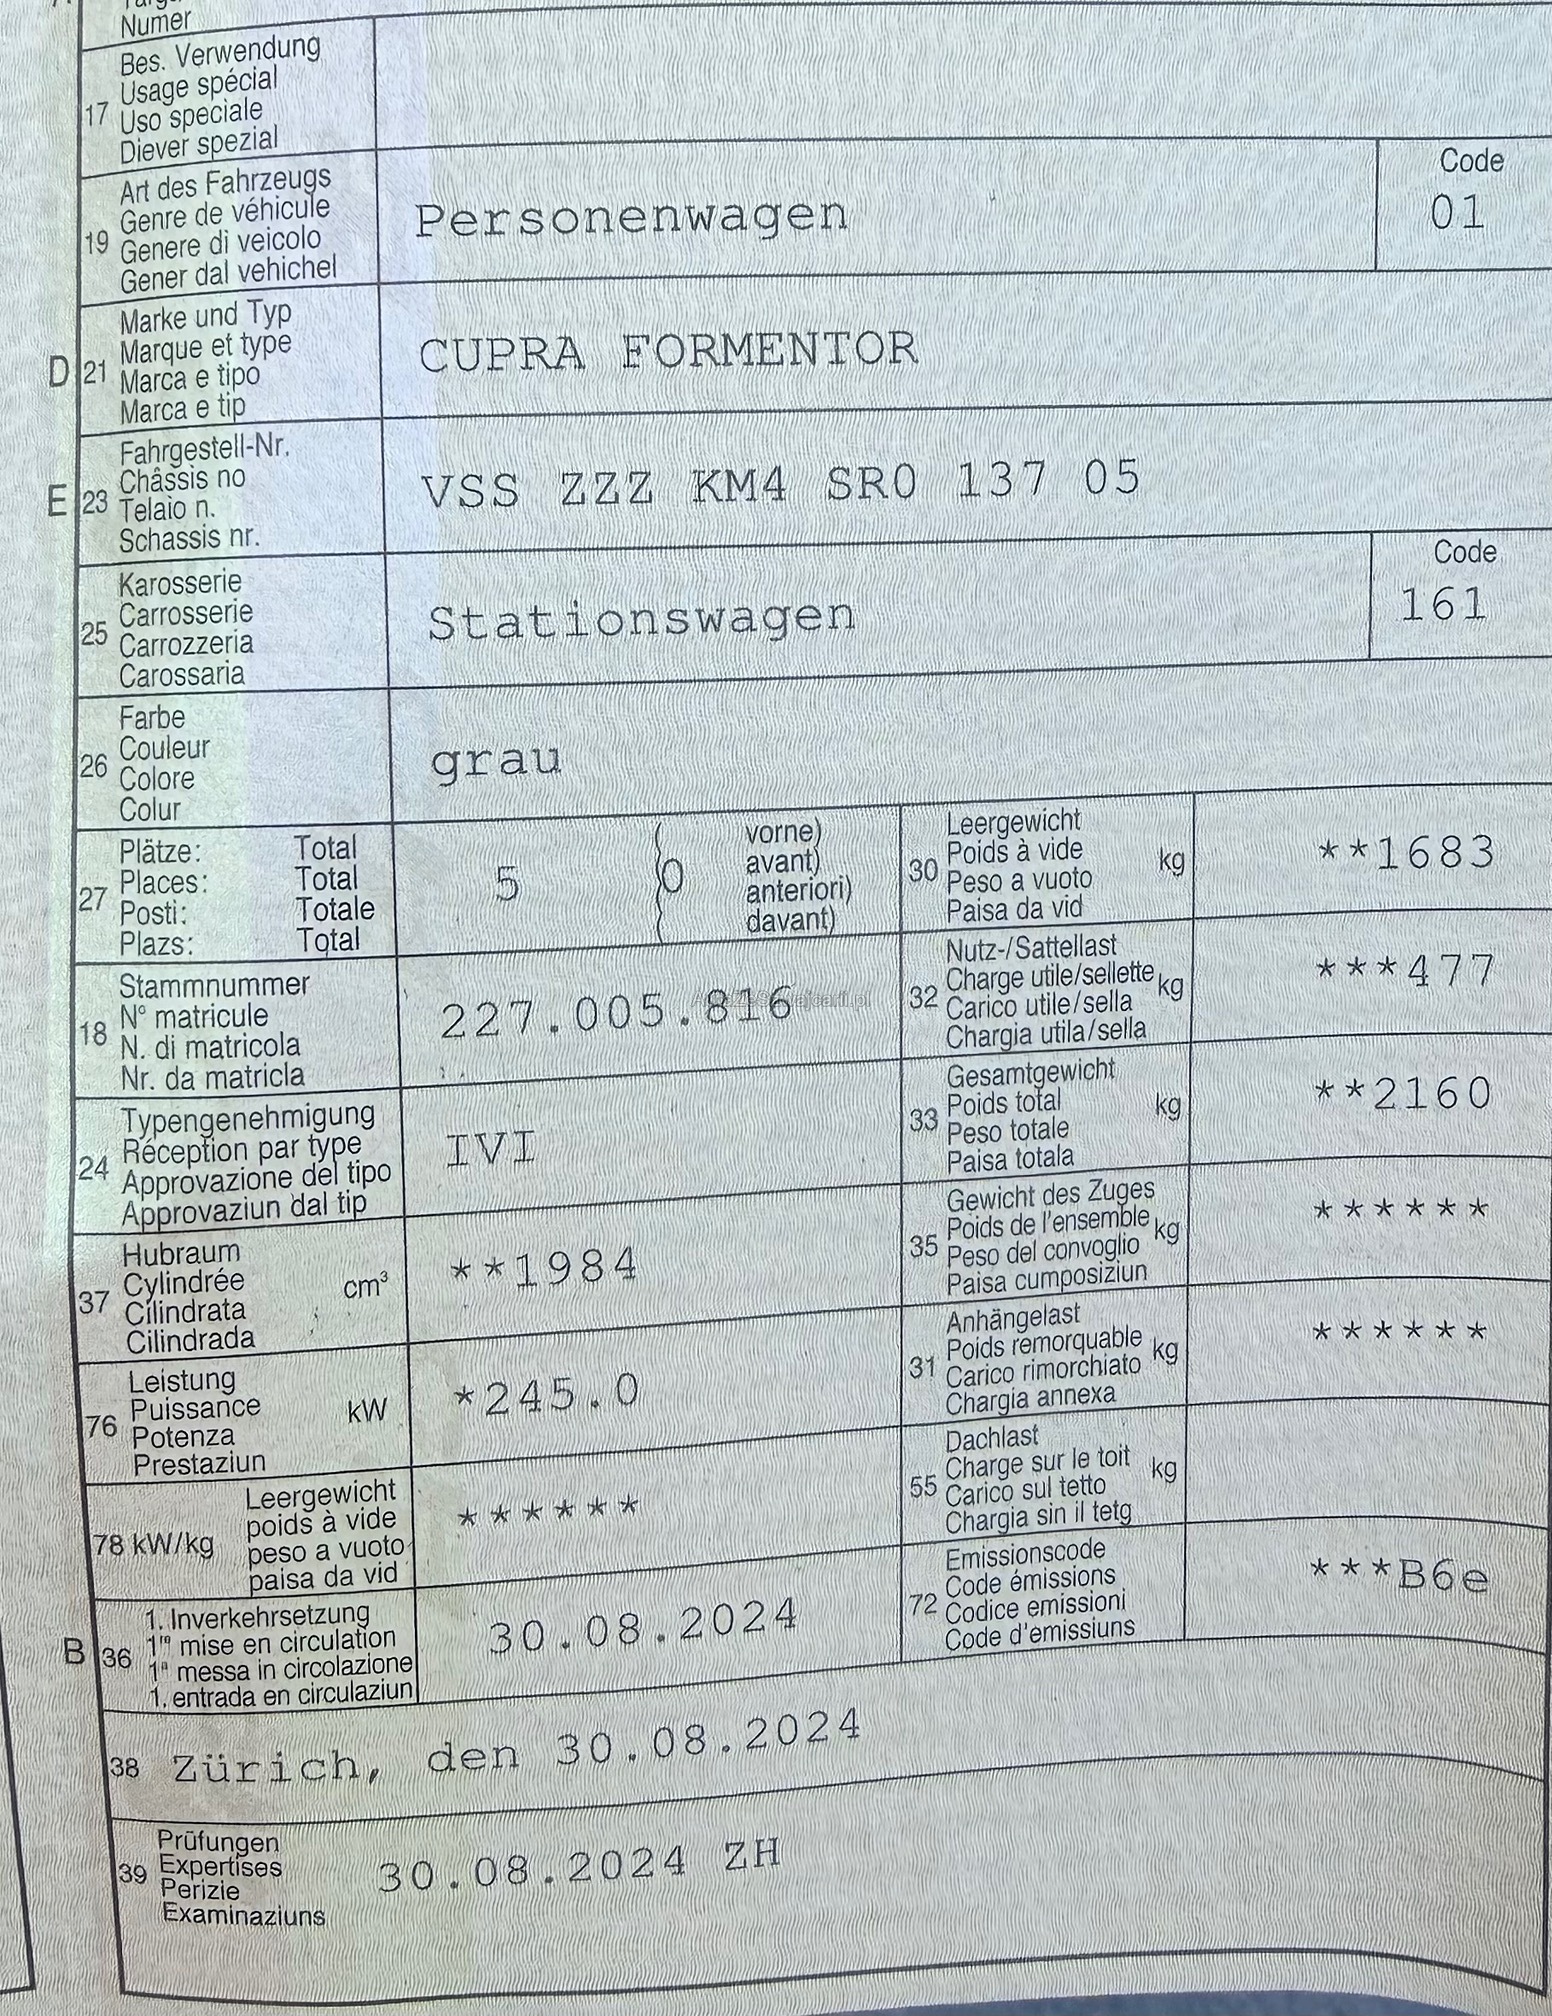 Numer
17
Bes. Verwendung
Usage spécial
Uso speciale
Diever spezial
19
Art des Fahrzeugs
Genre de véhicule
Genere di veicolo
Gener dal vehichel
Personenwagen
Code
01
D 21
Marke und Typ
Marque et type
Marca e tipo
Marca e tip
CUPRA FORMENTOR
E 23
Fahrgestell-Nr.
Châssis no
Telaio n.
Schassis nr.
VSS ZZZ KM4 SR0 137 05
25
Karosserie
Carrosserie
Carrozzeria
Carossaria
Stationswagen
Code
161
26
Farbe
Couleur
Colore
Colur
grau
27
Plätze: Total
Places: Total
Posti: Totale
Plazs: Total
5 ( 0
vorne)
avant)
anteriori)
davant)
30
Leergewicht
Poids à vide
Peso a vuoto
Paisa da vid
kg
**1683
18
Stammnummer
N° matricule
N. di matricola
Nr. da matricla
227.005.816
32
Nutz-/Sattellast
Charge utile/sellette
Carico utile/sella
Chargia utila/sella
kg
***477
24
Typengenehmigung
Réception par type
Approvazione del tipo
Approvaziun dal tip
IVI
33
Gesamtgewicht
Poids total
Peso totale
Paisa totala
kg
**2160
37
Hubraum
Cylindrée
Cilindrata
Cilindrada
cm³
**1984
35
Gewicht des Zuges
Poids de l'ensemble
Peso del convoglio
Paisa cumposiziun
kg
******
76
Leistung
Puissance
Potenza
Prestaziun
kW
*245.0
31
Anhängelast
Poids remorquable
Carico rimorchiato
Chargia annexa
kg
******
78 kW/kg
Leergewicht
poids à vide
peso a vuoto
paisa da vid
******
55
Dachlast
Charge sur le toit
Carico sul tetto
Chargia sin il tetg
kg
B 36
1. Inverkehrsetzung
1re mise en circulation
1a messa in circolazione
1. entrada en circulaziun
30.08.2024
72
Emissionscode
Code émissions
Codice emissioni
Code d'emissiuns
***B6e
38
Zürich, den 30.08.2024
39
Prüfungen
Expertises
Perizie
Examinaziuns
30.08.2024 ZH